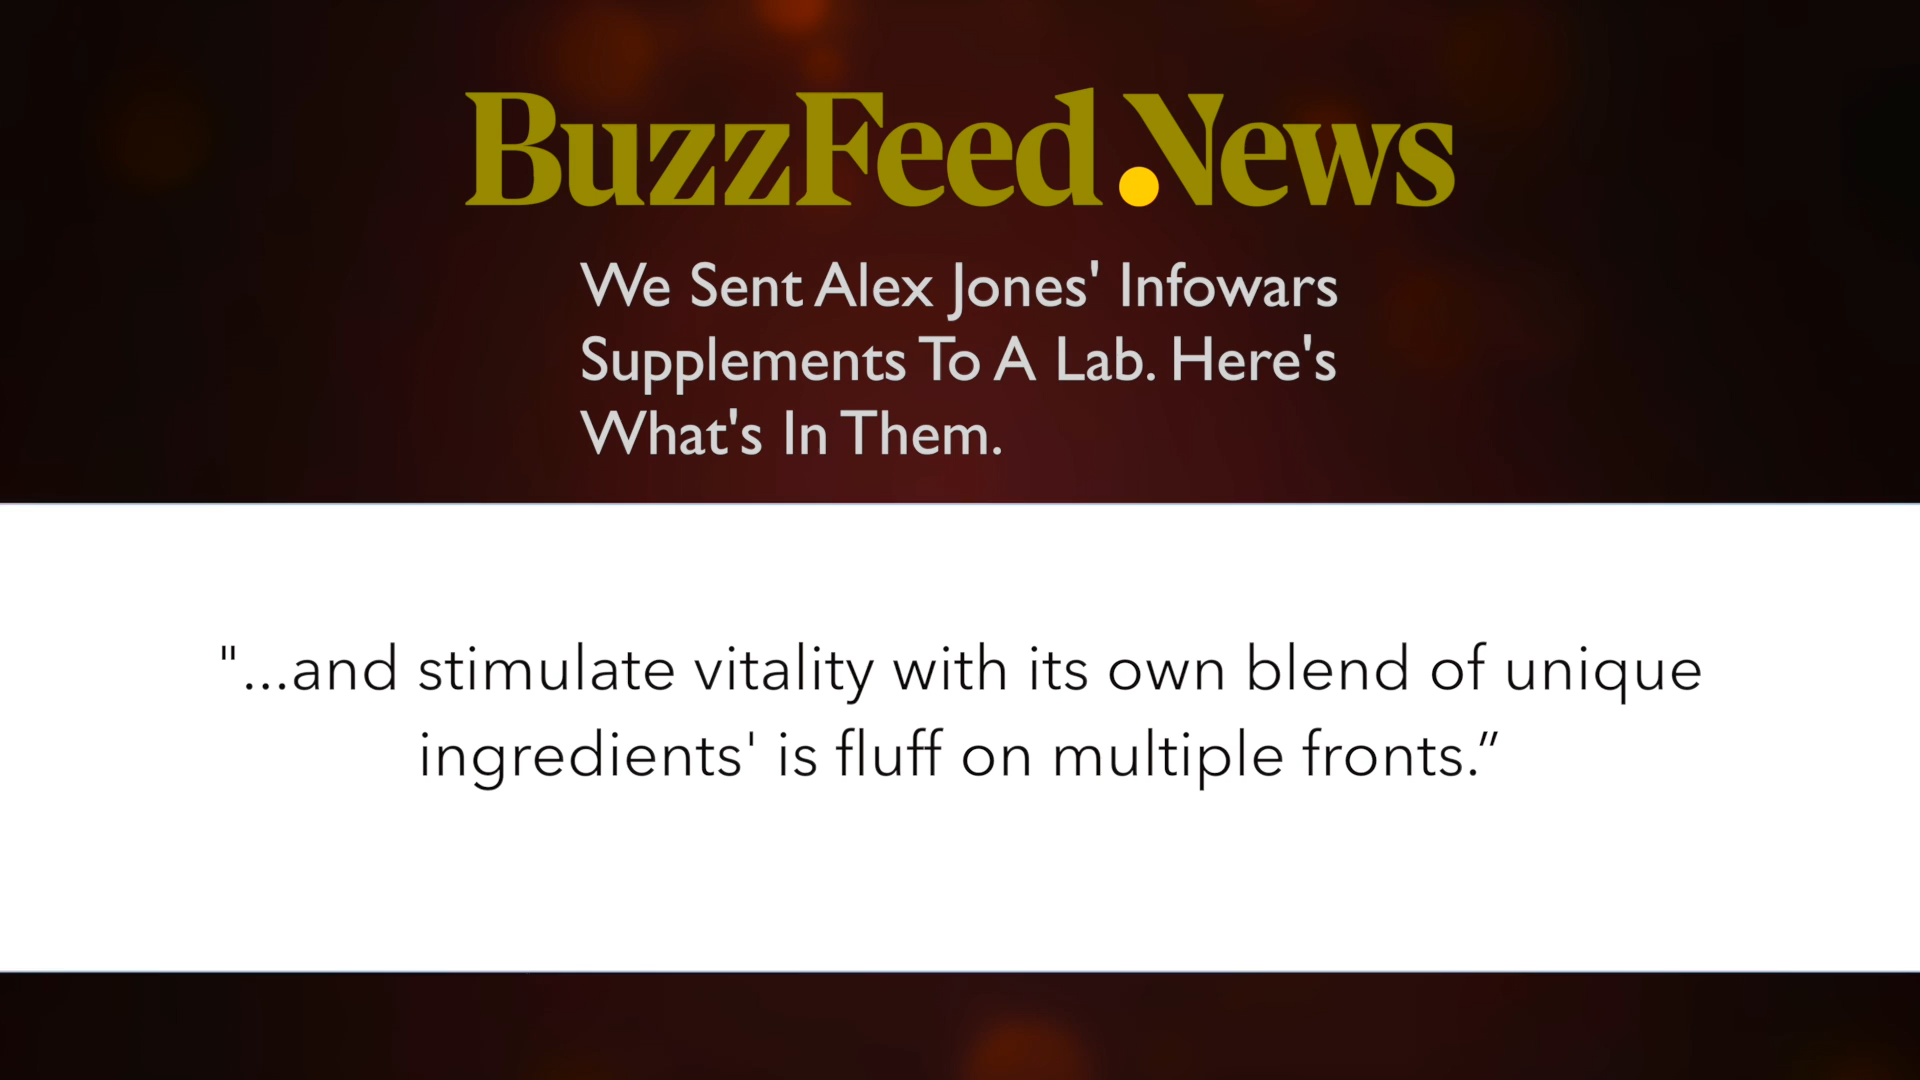 BuzzFeed.News
We Sent Alex Jones' Infowars
Supplements To A Lab. Here's
What's In Them.
"...and stimulate vitality with its own blend of unique
ingredients' is fluff on multiple fronts.”